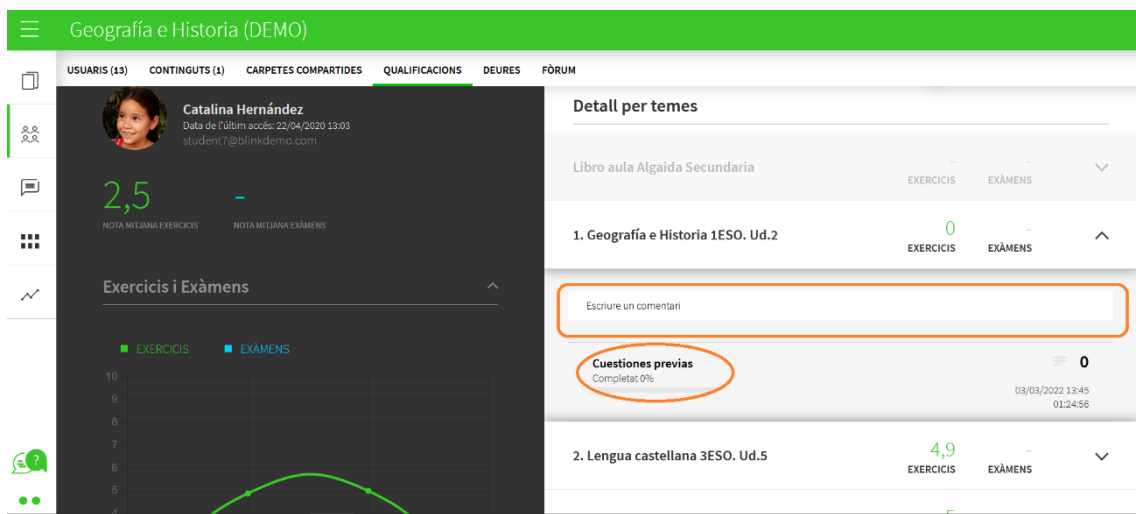 Geografía e Historia (DEMO)
USUARIS (13) CONTINGUTS (1) CARPETES COMPARTIDES QUALIFICACIONS DEURES FÒRUM
Catalina Hernández
Data de l'últim accés: 22/04/2020 13:03
student7@blinkdemo.com
2,5 -
NOTA MITJANA EXERCICIS NOTA MITJANA EXÀMENS
Exercicis i Exàmens
EXERCICIS EXÀMENS
10
9
8
7
6
5
Detall per temes
Libro aula Algaida Secundaria
- -
EXERCICIS EXÀMENS
1. Geografía e Historia 1ESO. Ud.2
0 -
EXERCICIS EXÀMENS
Escriure un comentari
Cuestiones previas
Completat 0%
0
03/03/2022 13:45
01:24:56
2. Lengua castellana 3ESO. Ud.5
4,9 -
EXERCICIS EXÀMENS
?